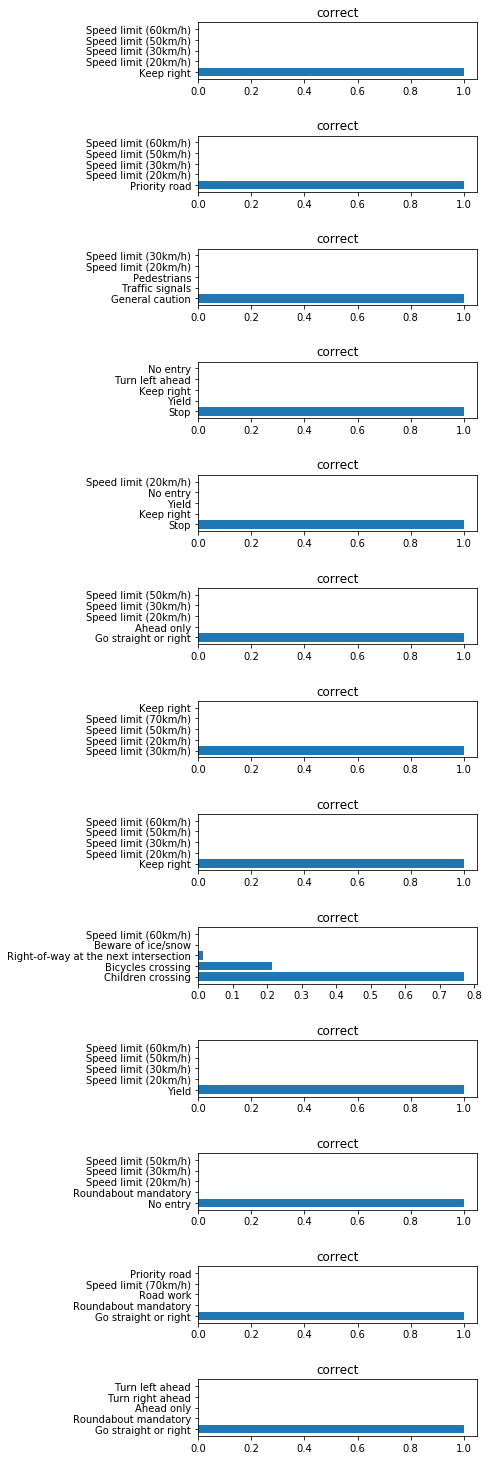 correct
Speed limit (60km/h)
Speed limit (50km/h)
Speed limit (30km/h)
Speed limit (20km/h)
Keep right
0.0 0.2 0.4 0.6 0.8 1.0
correct
Speed limit (60km/h)
Speed limit (50km/h)
Speed limit (30km/h)
Speed limit (20km/h)
Priority road
0.0 0.2 0.4 0.6 0.8 1.0
correct
Speed limit (30km/h)
Speed limit (20km/h)
Pedestrians
Traffic signals
General caution
0.0 0.2 0.4 0.6 0.8 1.0
correct
No entry
Turn left ahead
Keep right
Yield
Stop
0.0 0.2 0.4 0.6 0.8 1.0
correct
Speed limit (20km/h)
No entry
Yield
Keep right
Stop
0.0 0.2 0.4 0.6 0.8 1.0
correct
Speed limit (50km/h)
Speed limit (30km/h)
Speed limit (20km/h)
Ahead only
Go straight or right
0.0 0.2 0.4 0.6 0.8 1.0
correct
Keep right
Speed limit (70km/h)
Speed limit (50km/h)
Speed limit (20km/h)
Speed limit (30km/h)
0.0 0.2 0.4 0.6 0.8 1.0
correct
Speed limit (60km/h)
Speed limit (50km/h)
Speed limit (30km/h)
Speed limit (20km/h)
Keep right
0.0 0.2 0.4 0.6 0.8 1.0
correct
Speed limit (60km/h)
Beware of ice/snow
Right-of-way at the next intersection
Bicycles crossing
Children crossing
0.0 0.1 0.2 0.3 0.4 0.5 0.6 0.7 0.8
correct
Speed limit (60km/h)
Speed limit (50km/h)
Speed limit (30km/h)
Speed limit (20km/h)
Yield
0.0 0.2 0.4 0.6 0.8 1.0
correct
Speed limit (50km/h)
Speed limit (30km/h)
Speed limit (20km/h)
Roundabout mandatory
No entry
0.0 0.2 0.4 0.6 0.8 1.0
correct
Priority road
Speed limit (70km/h)
Road work
Roundabout mandatory
Go straight or right
0.0 0.2 0.4 0.6 0.8 1.0
correct
Turn left ahead
Turn right ahead
Ahead only
Roundabout mandatory
Go straight or right
0.0 0.2 0.4 0.6 0.8 1.0